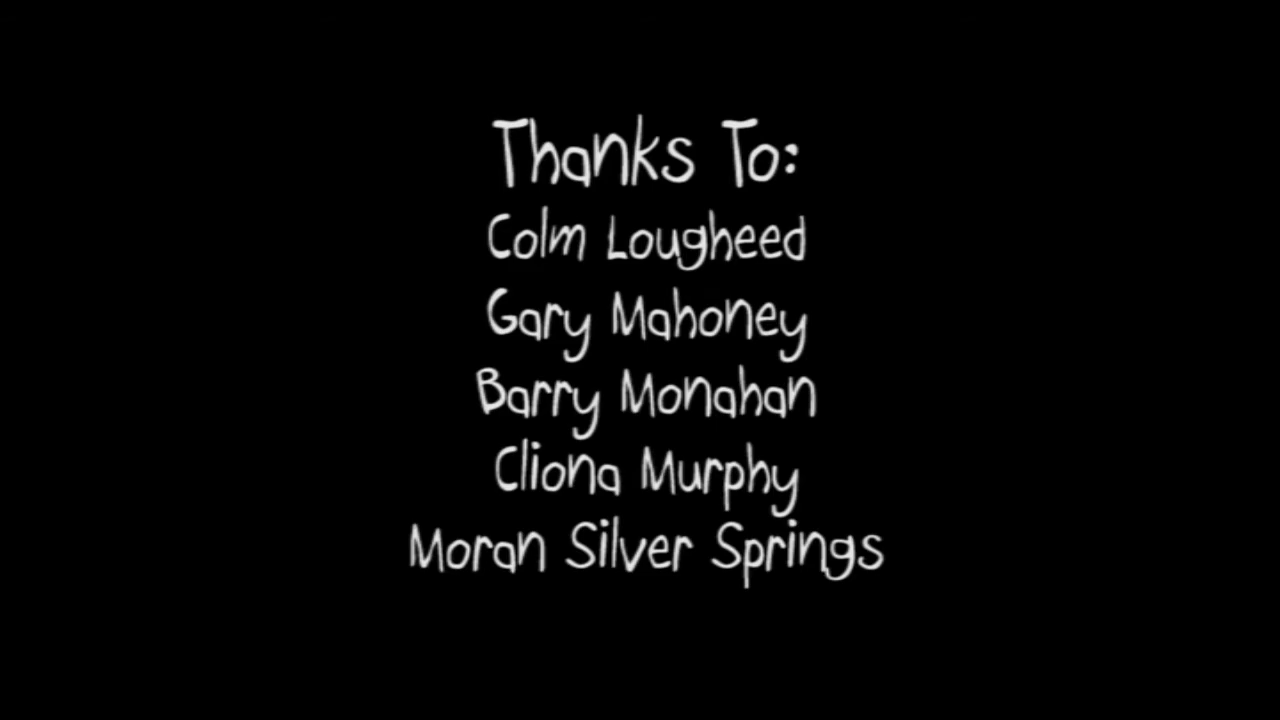 Thanks To:
Colm Lougheed
Gary Mahoney
Barry Monahan
Cliona Murphy
Moran Silver Springs